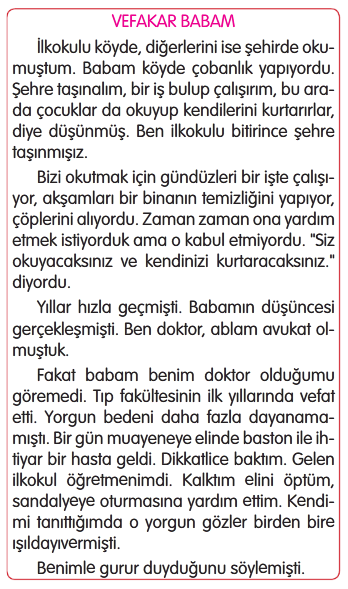 VEFAKAR BABAM
İlkokulu köyde, diğerlerini ise şehirde oku-
muştum. Babam köyde çobanlık yapıyordu.
Şehre taşınalım, bir iş bulup çalışırım, bu ara-
da çocuklar da okuyup kendilerini kurtarırlar,
diye düşünmüş. Ben ilkokulu bitirince şehre
taşınmışız.
Bizi okutmak için gündüzleri bir işte çalışı-
yor, akşamları bir binanın temizliğini yapıyor,
çöplerini alıyordu. Zaman zaman ona yardım
etmek istiyorduk ama o kabul etmiyordu. "Siz
okuyacaksınız ve kendinizi kurtaracaksınız."
diyordu.
Yıllar hızla geçmişti. Babamın düşüncesi
gerçekleşmişti. Ben doktor, ablam avukat ol-
muştuk.
Fakat babam benim doktor olduğumu
göremedi. Tıp fakültesinin ilk yıllarında vefat
etti. Yorgun bedeni daha fazla dayanama-
mıştı. Bir gün muayeneye elinde baston ile ih-
tiyar bir hasta geldi. Dikkatlice baktım. Gelen
ilkokul öğretmenimdi. Kalktım elini öptüm,
sandalyeye oturmasına yardım ettim. Kendi-
mi tanıttığımda o yorgun gözler birden bire
ışıldayıvermişti.
Benimle gurur duyduğunu söylemişti.